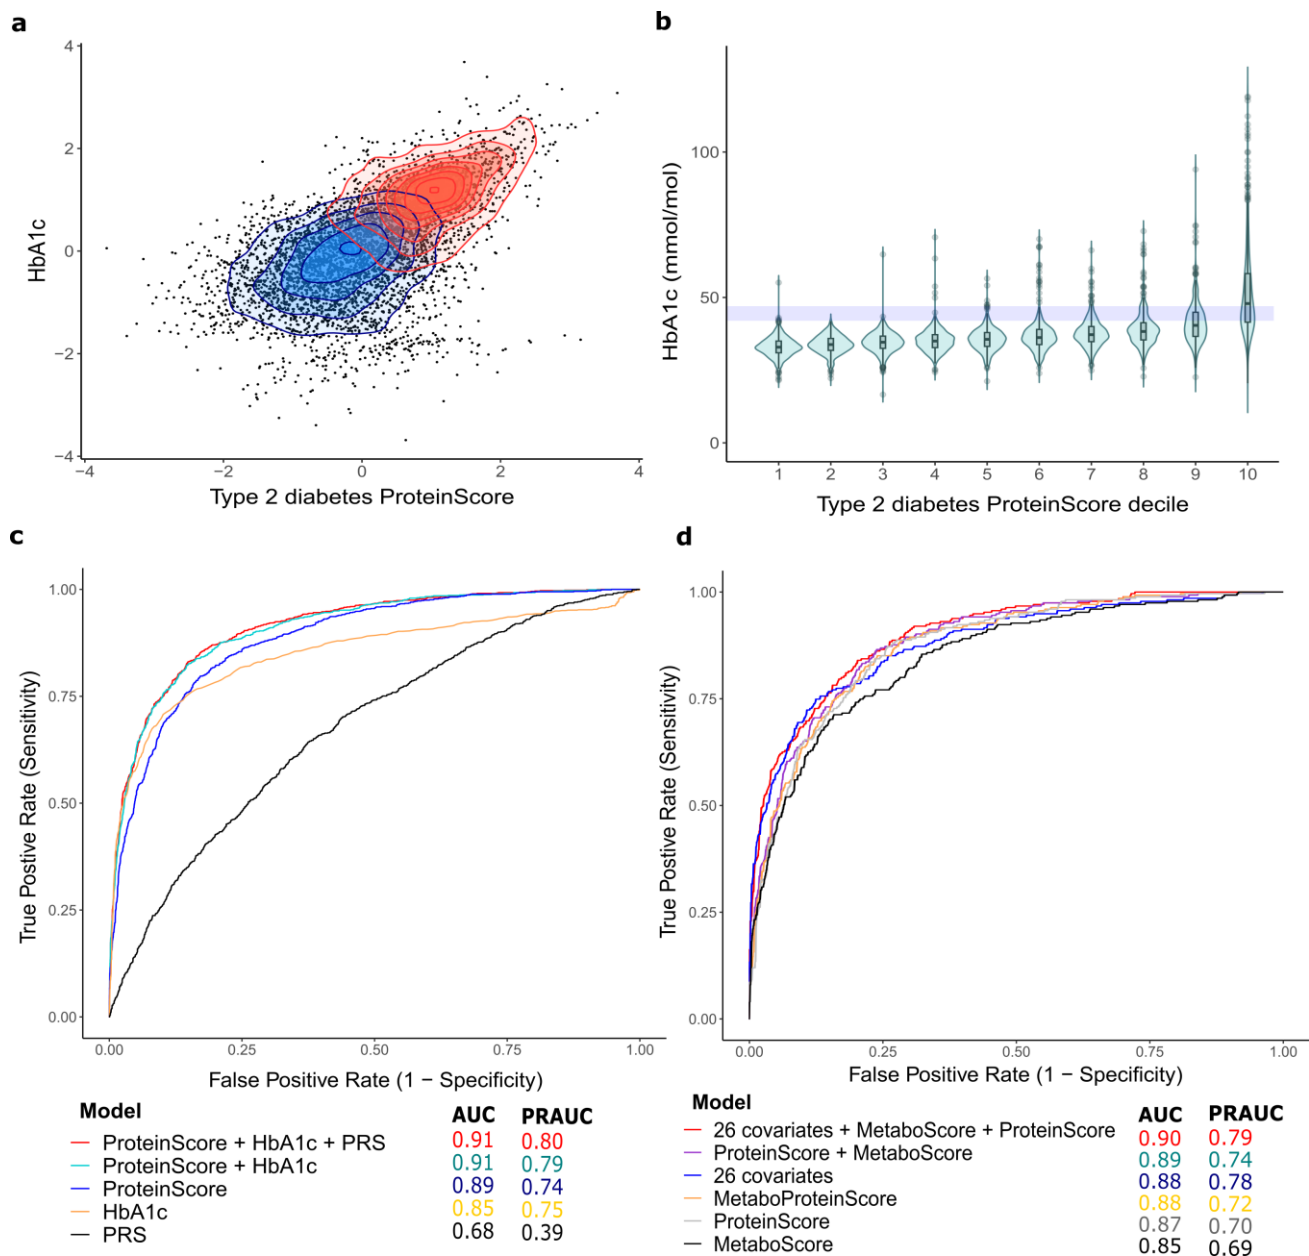 a
4
2
0
−2
−4
HbA1c
−4 −2 0 2 4
Type 2 diabetes ProteinScore
b
100
50
0
HbA1c (mmol/mol)
1 2 3 4 5 6 7 8 9 10
Type 2 diabetes ProteinScore decile
c
1.00
0.75
0.50
0.25
0.00
True Postive Rate (Sensitivity)
0.00 0.25 0.50 0.75 1.00
False Positive Rate (1 − Specificity)
Model AUC PRAUC
ProteinScore + HbA1c + PRS 0.91 0.80
ProteinScore + HbA1c 0.91 0.79
ProteinScore 0.89 0.74
HbA1c 0.85 0.75
PRS 0.68 0.39
d
1.00
0.75
0.50
0.25
0.00
True Postive Rate (Sensitivity)
0.00 0.25 0.50 0.75 1.00
False Positive Rate (1 − Specificity)
Model AUC PRAUC
26 covariates + MetaboScore + ProteinScore 0.90 0.79
ProteinScore + MetaboScore 0.89 0.74
26 covariates 0.88 0.78
MetaboProteinScore 0.88 0.72
ProteinScore 0.87 0.70
MetaboScore 0.85 0.69